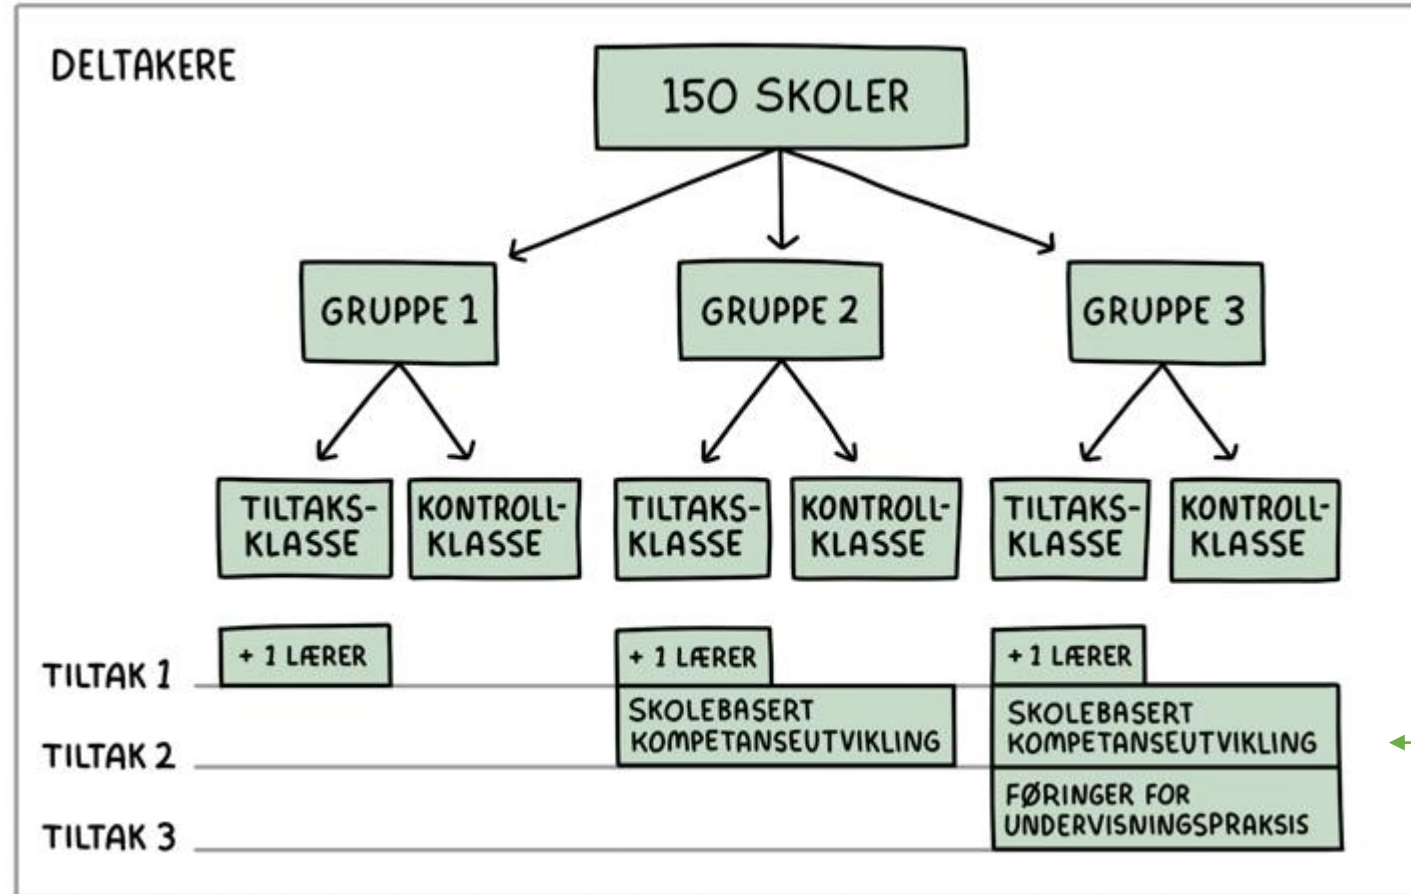 DELTAKERE
150 SKOLER
GRUPPE 1
GRUPPE 2
GRUPPE 3
TILTAKS-
KLASSE
KONTROLL-
KLASSE
TILTAKS-
KLASSE
KONTROLL-
KLASSE
TILTAKS-
KLASSE
KONTROLL-
KLASSE
TILTAK 1
+ 1 LÆRER
+ 1 LÆRER
+ 1 LÆRER
TILTAK 2
SKOLEBASERT
KOMPETANSEUTVIKLING
SKOLEBASERT
KOMPETANSEUTVIKLING
TILTAK 3
FØRINGER FOR
UNDERVISNINGSPRAKSIS